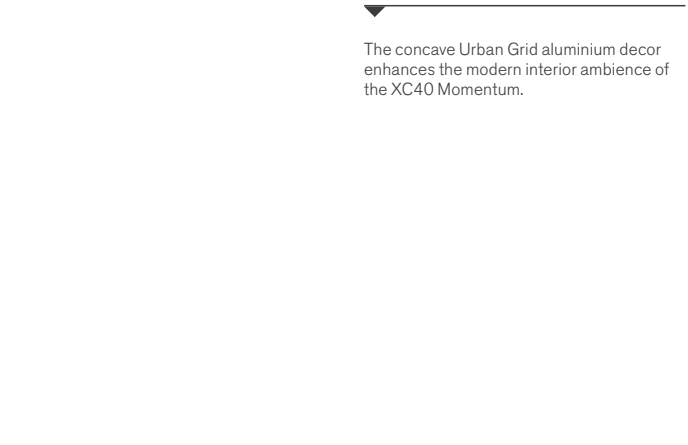 The concave Urban Grid aluminium decor
enhances the modern interior ambience of
the XC40 Momentum.